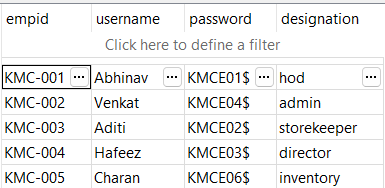 empid username password designation
Click here to define a filter
KMC-001 ... Abhinav ... KMCE01$ ... hod ...
KMC-002 Venkat KMCE04$ admin
KMC-003 Aditi KMCE02$ storekeeper
KMC-004 Hafeez KMCE03$ director
KMC-005 Charan KMCE06$ inventory